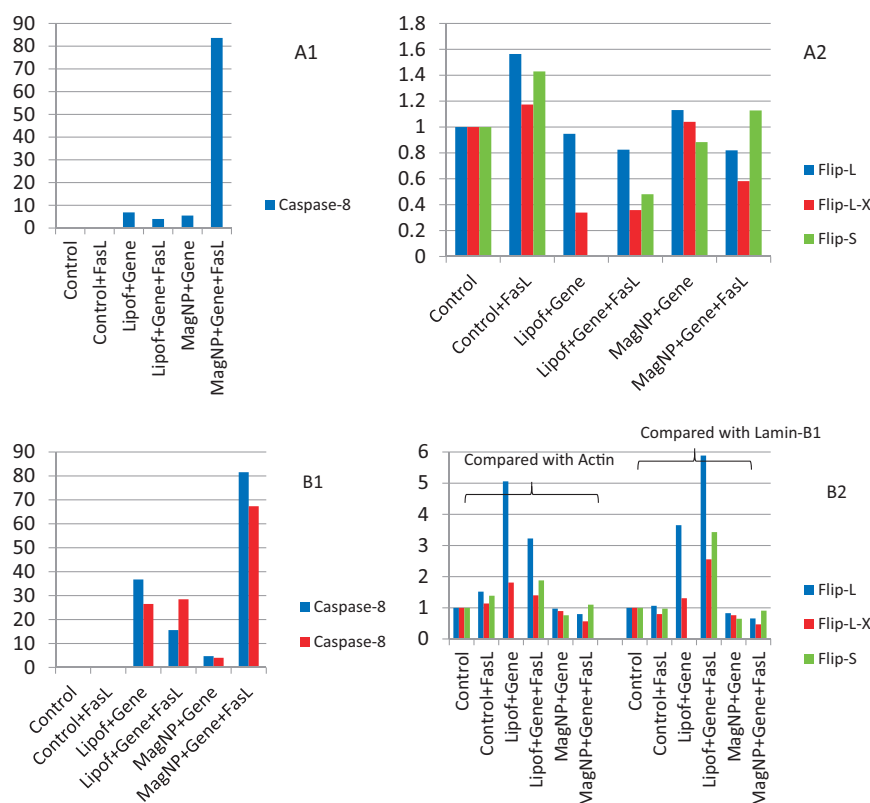 90
80
70
60
50
40
30
20
10
0
A1
Caspase-8
Control
Control+FasL
Lipof+Gene
Lipof+Gene+FasL
MagNP+Gene
MagNP+Gene+FasL
1.8
1.6
1.4
1.2
1
0.8
0.6
0.4
0.2
0
A2
Flip-L
Flip-L-X
Flip-S
Control
Control+FasL
Lipof+Gene
Lipof+Gene+FasL
MagNP+Gene
MagNP+Gene+FasL
90
80
70
60
50
40
30
20
10
0
B1
Caspase-8
Caspase-8
Control
Control+FasL
Lipof+Gene
Lipof+Gene+FasL
MagNP+Gene
MagNP+Gene+FasL
6
5
4
3
2
1
0
Compared with Actin
Compared with Lamin-B1
B2
Flip-L
Flip-L-X
Flip-S
Control
Control+FasL
Lipof+Gene
Lipof+Gene+FasL
MagNP+Gene
MagNP+Gene+FasL
Control
Control+FasL
Lipof+Gene
Lipof+Gene+FasL
MagNP+Gene
MagNP+Gene+FasL